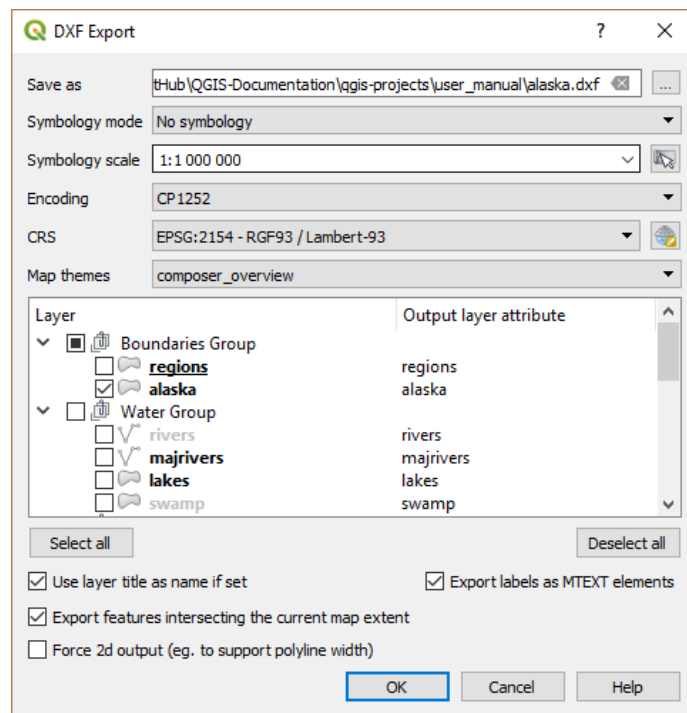 DXF Export
Save as tHub\QGIS-Documentation\qgis-projects\user_manual\alaska.dxf ...
Symbology mode No symbology
Symbology scale 1:1 000 000
Encoding CP1252
CRS EPSG:2154 - RGF93 / Lambert-93
Map themes composer_overview
Layer Output layer attribute
Boundaries Group
regions regions
alaska alaska
Water Group
rivers rivers
majrivers majrivers
lakes lakes
swamp swamp
Select all Deselect all
Use layer title as name if set Export labels as MTEXT elements
Export features intersecting the current map extent
Force 2d output (eg. to support polyline width)
OK Cancel Help